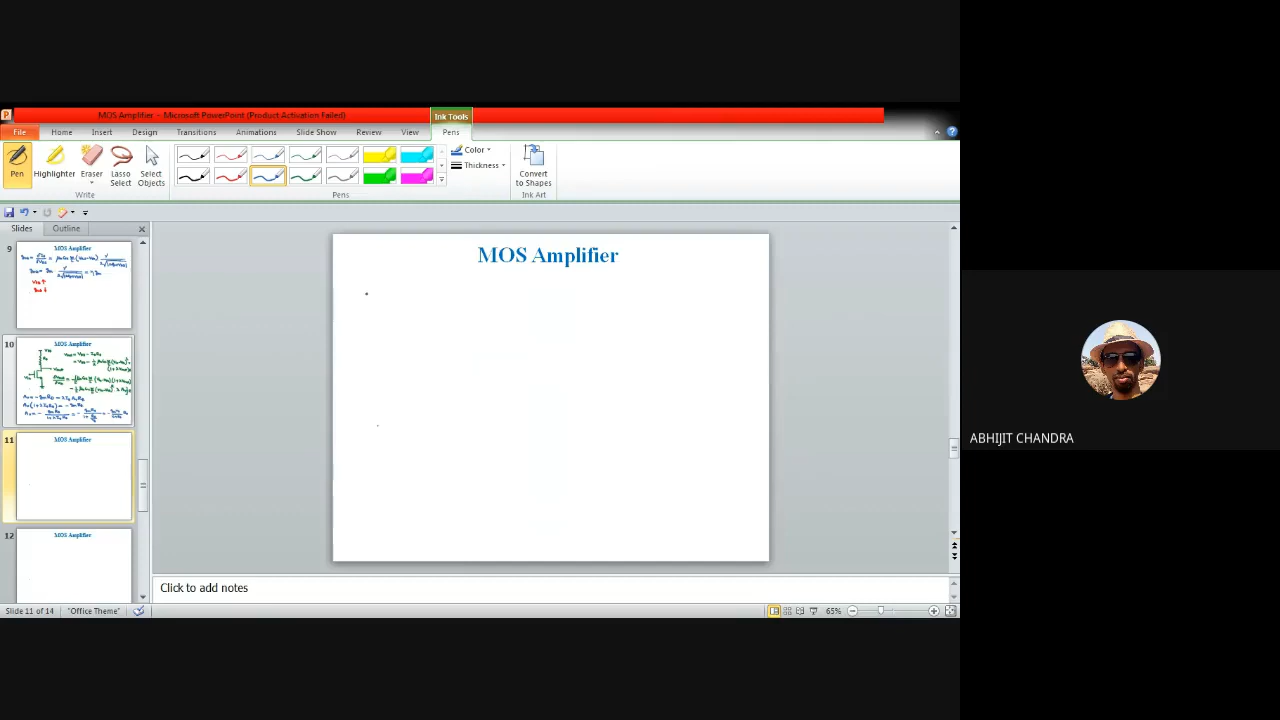 MOS Amplifier - Microsoft PowerPoint (Product Activation Failed)
Ink Tools
File Home Insert Design Transitions Animations Slide Show Review View Pens
Pen Highlighter Eraser Lasso Select Select Objects
Color
Thickness
Convert to Shapes
Write Pens Ink Art
Slides Outline
9
MOS Amplifier
10
MOS Amplifier
11
MOS Amplifier
12
MOS Amplifier
MOS Amplifier
ABHIJIT CHANDRA
Click to add notes
Slide 11 of 14 "Office Theme" 65%